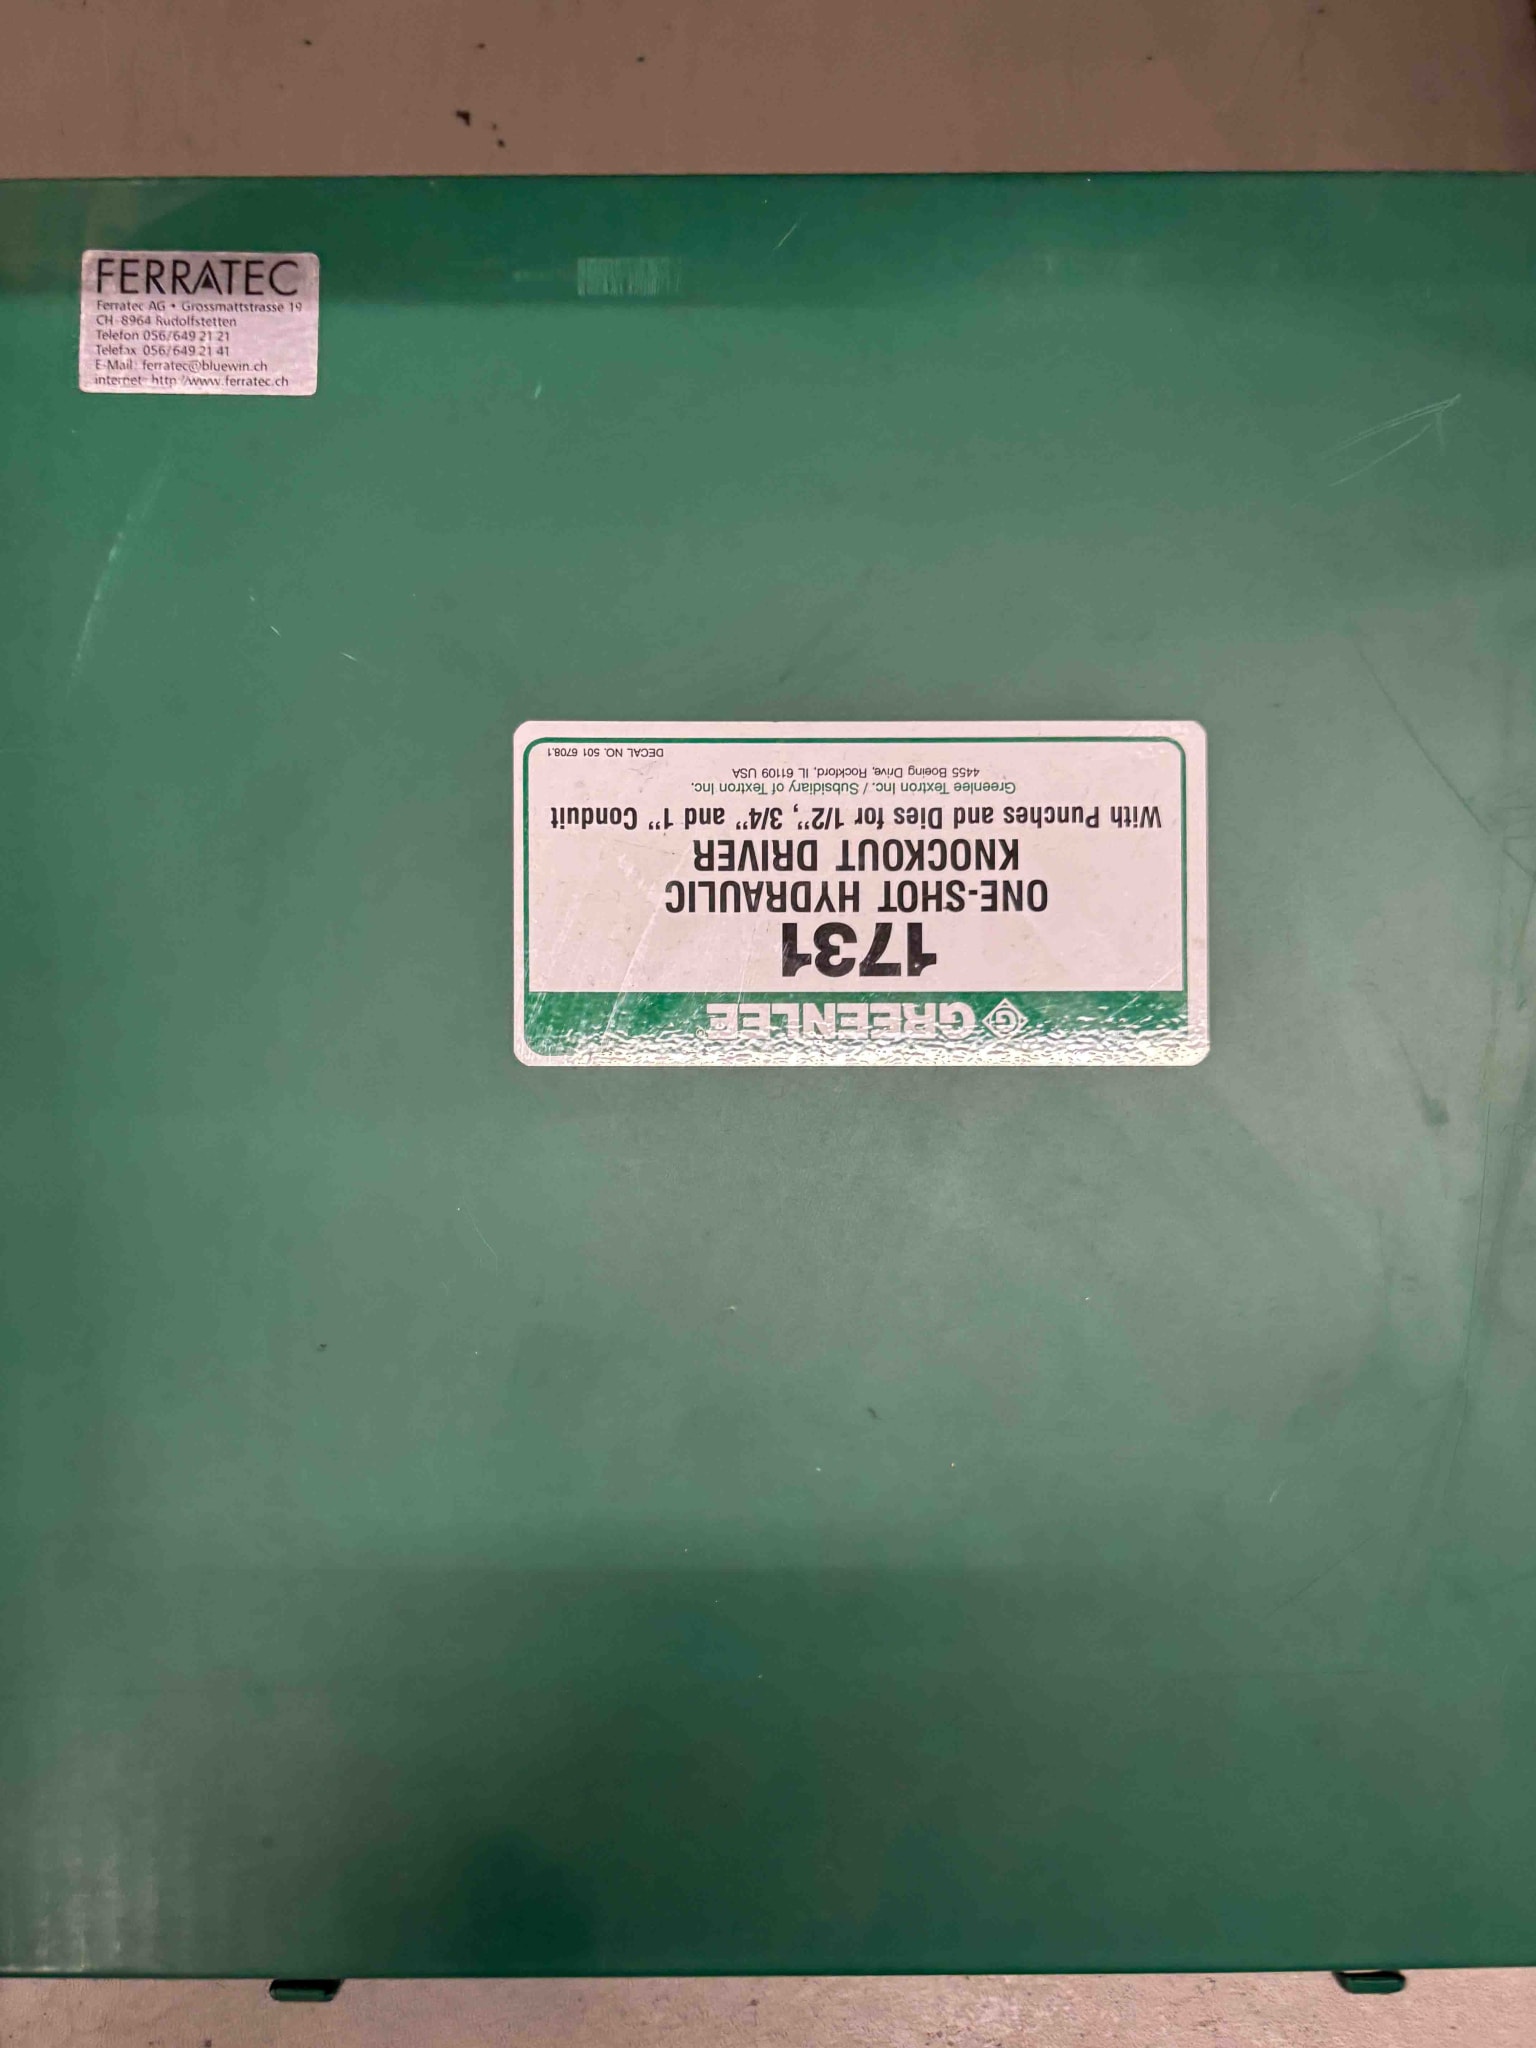 FERRATEC
Ferratec AG • Grossmattstrasse 19
CH-8964 Rudolfstetten
Telefon 056/649 21 21
Telefax 056/649 21 41
E-Mail: ferratec@bluewin.ch
internet: http://www.ferratec.ch
G GREENLEE
1731
ONE-SHOT HYDRAULIC
KNOCKOUT DRIVER
With Punches and Dies for 1/2", 3/4" and 1" Conduit
Greenlee Textron Inc. / Subsidiary of Textron Inc.
4455 Boeing Drive, Rockford, IL 61109 USA
DECAL NO. 501 6708.1